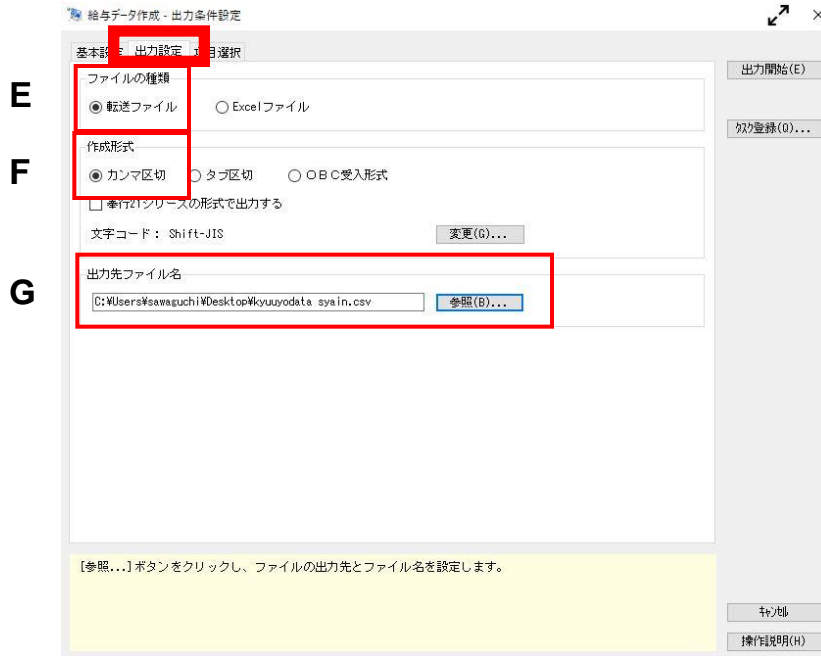 給与データ作成 - 出力条件設定
基本設定 出力設定 項目選択
出力開始(E)
ファイルの種類
E
転送ファイル Excelファイル
ﾀｽｸ登録(Q)...
作成形式
F
カンマ区切 タブ区切 ＯＢＣ受入形式
奉行21シリーズの形式で出力する
文字コード： Shift-JIS 変更(G)...
出力先ファイル名
G
C:¥Users¥sawaguchi¥Desktop¥kyuuyodata syain.csv 参照(B)...
[参照...]ボタンをクリックし、ファイルの出力先とファイル名を設定します。
ｷｬﾝｾﾙ
操作説明(H)